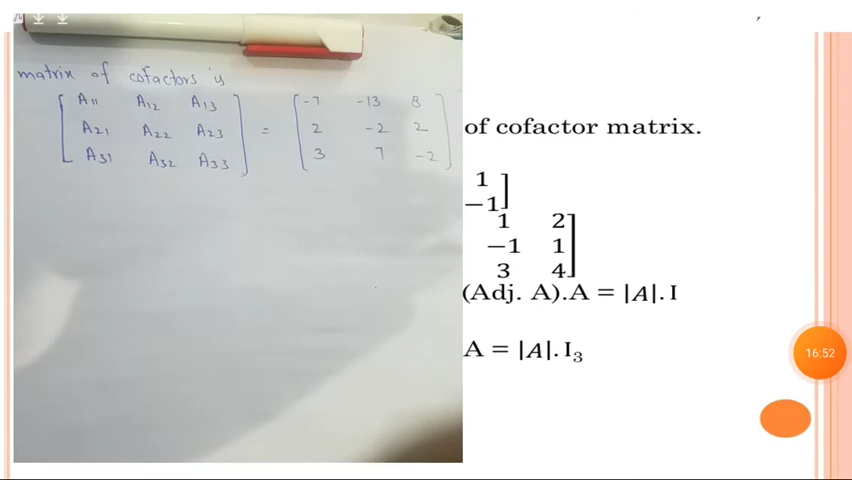 matrix of cofactors is
[A11 A12 A13
A21 A22 A23
A31 A32 A33] = [-7 -13 8
2 -2 2
3 7 -2]
of cofactor matrix.
1
−1]
1 2
−1 1
3 4]
(Adj. A).A = |A|. I
A = |A|. I₃
16:52